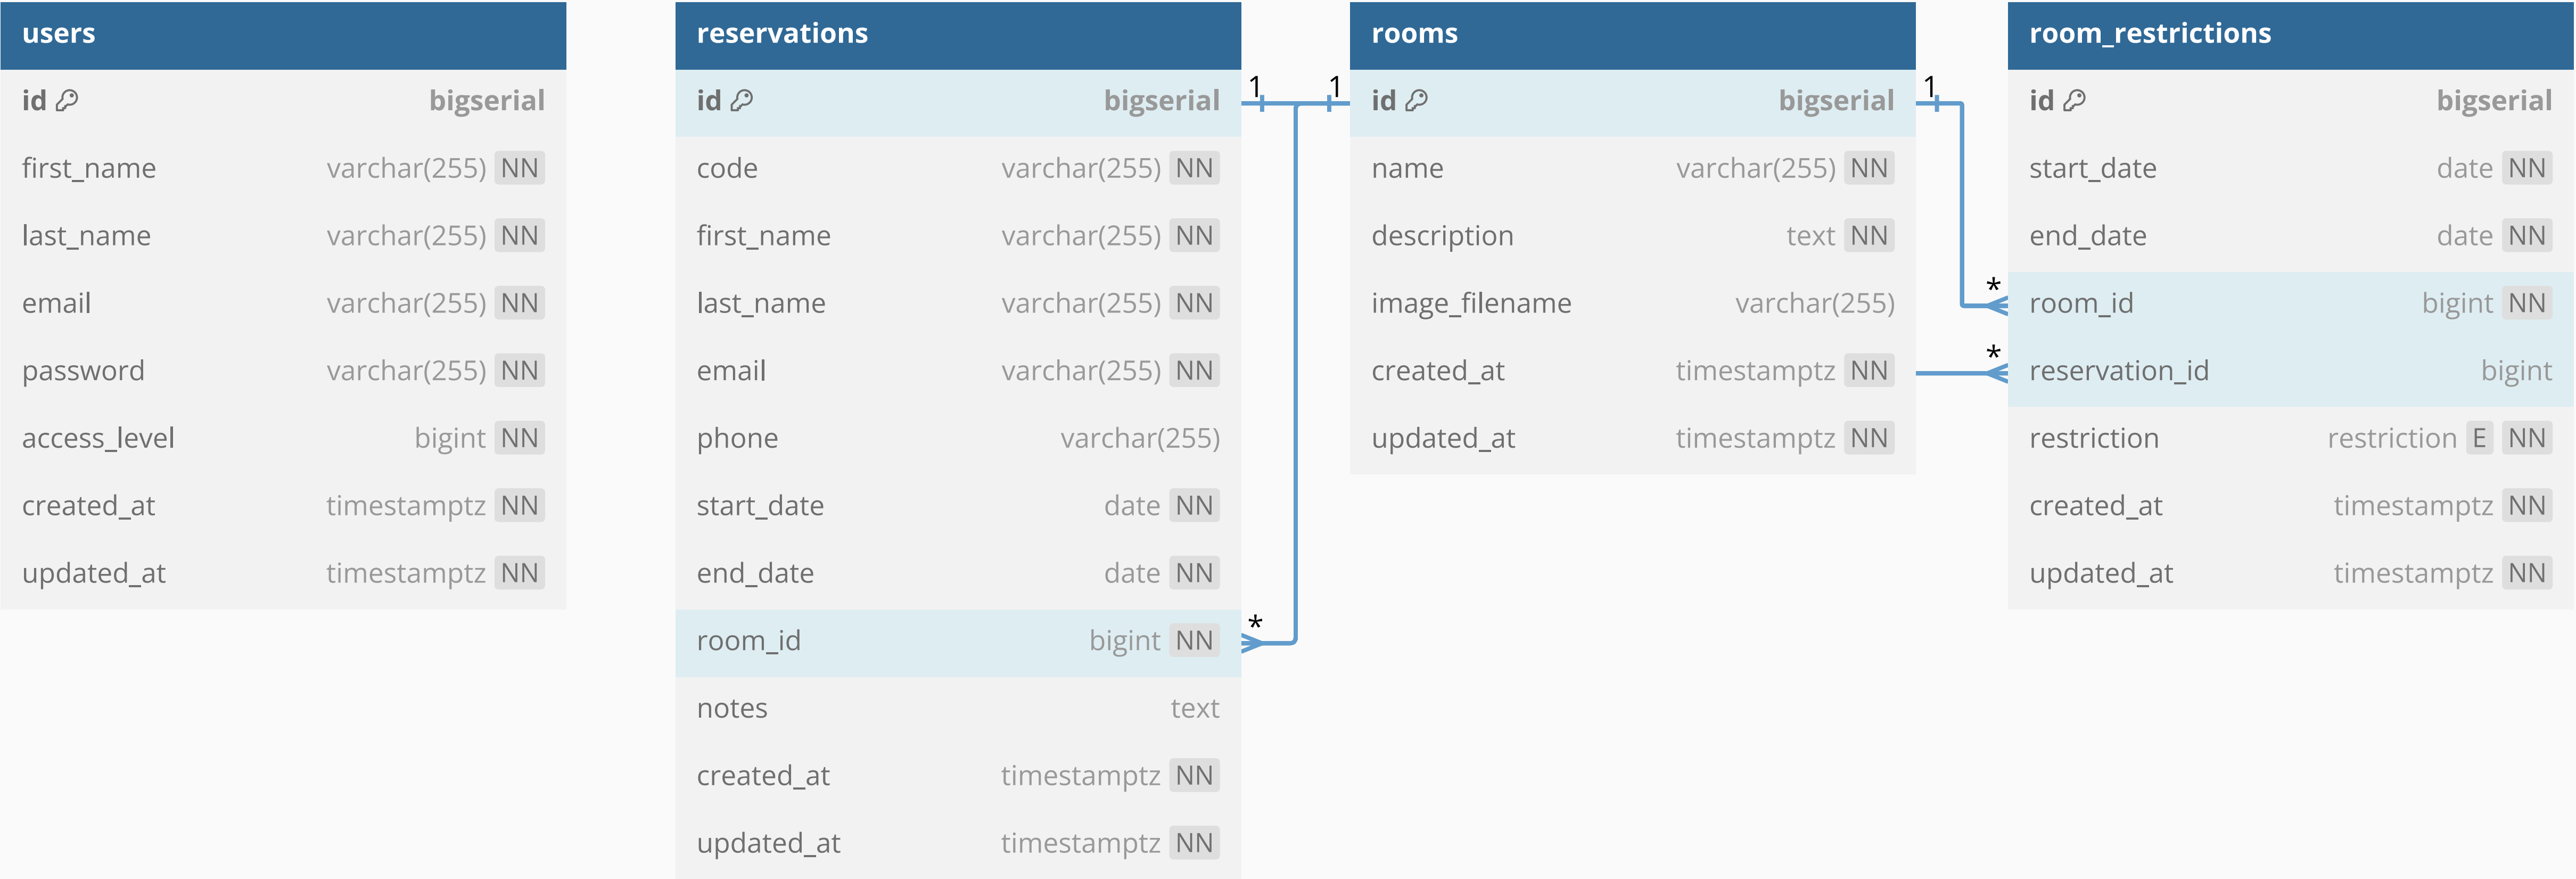 users
id bigserial
first_name varchar(255) NN
last_name varchar(255) NN
email varchar(255) NN
password varchar(255) NN
access_level bigint NN
created_at timestamptz NN
updated_at timestamptz NN
reservations
id bigserial
code varchar(255) NN
first_name varchar(255) NN
last_name varchar(255) NN
email varchar(255) NN
phone varchar(255)
start_date date NN
end_date date NN
room_id bigint NN
notes text
created_at timestamptz NN
updated_at timestamptz NN
1
*
1
rooms
id bigserial
name varchar(255) NN
description text NN
image_filename varchar(255)
created_at timestamptz NN
updated_at timestamptz NN
1
*
*
room_restrictions
id bigserial
start_date date NN
end_date date NN
room_id bigint NN
reservation_id bigint
restriction restriction E NN
created_at timestamptz NN
updated_at timestamptz NN